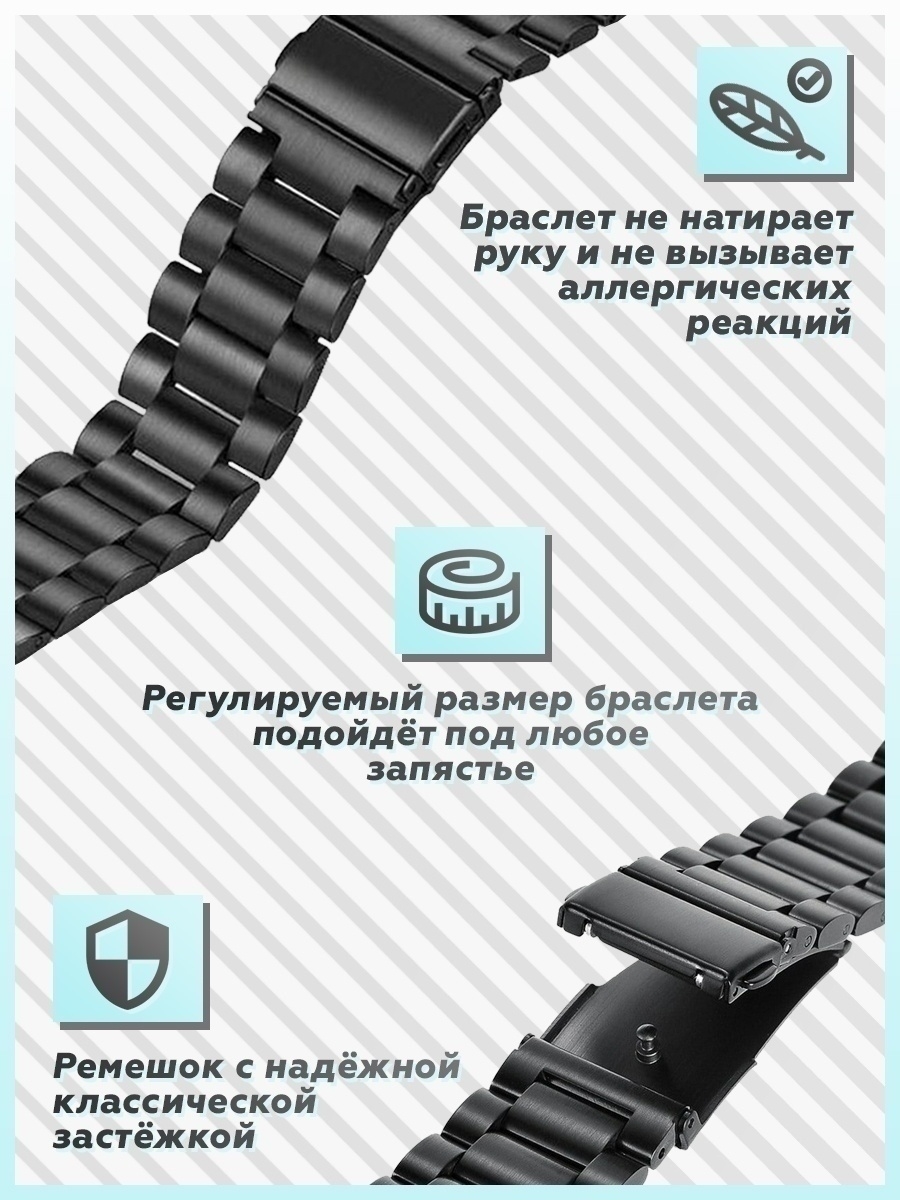 Браслет не натирает
руку и не вызывает
аллергических
реакций
Регулируемый размер браслета
подойдёт под любое
запястье
Ремешок с надёжной
классической
застёжкой